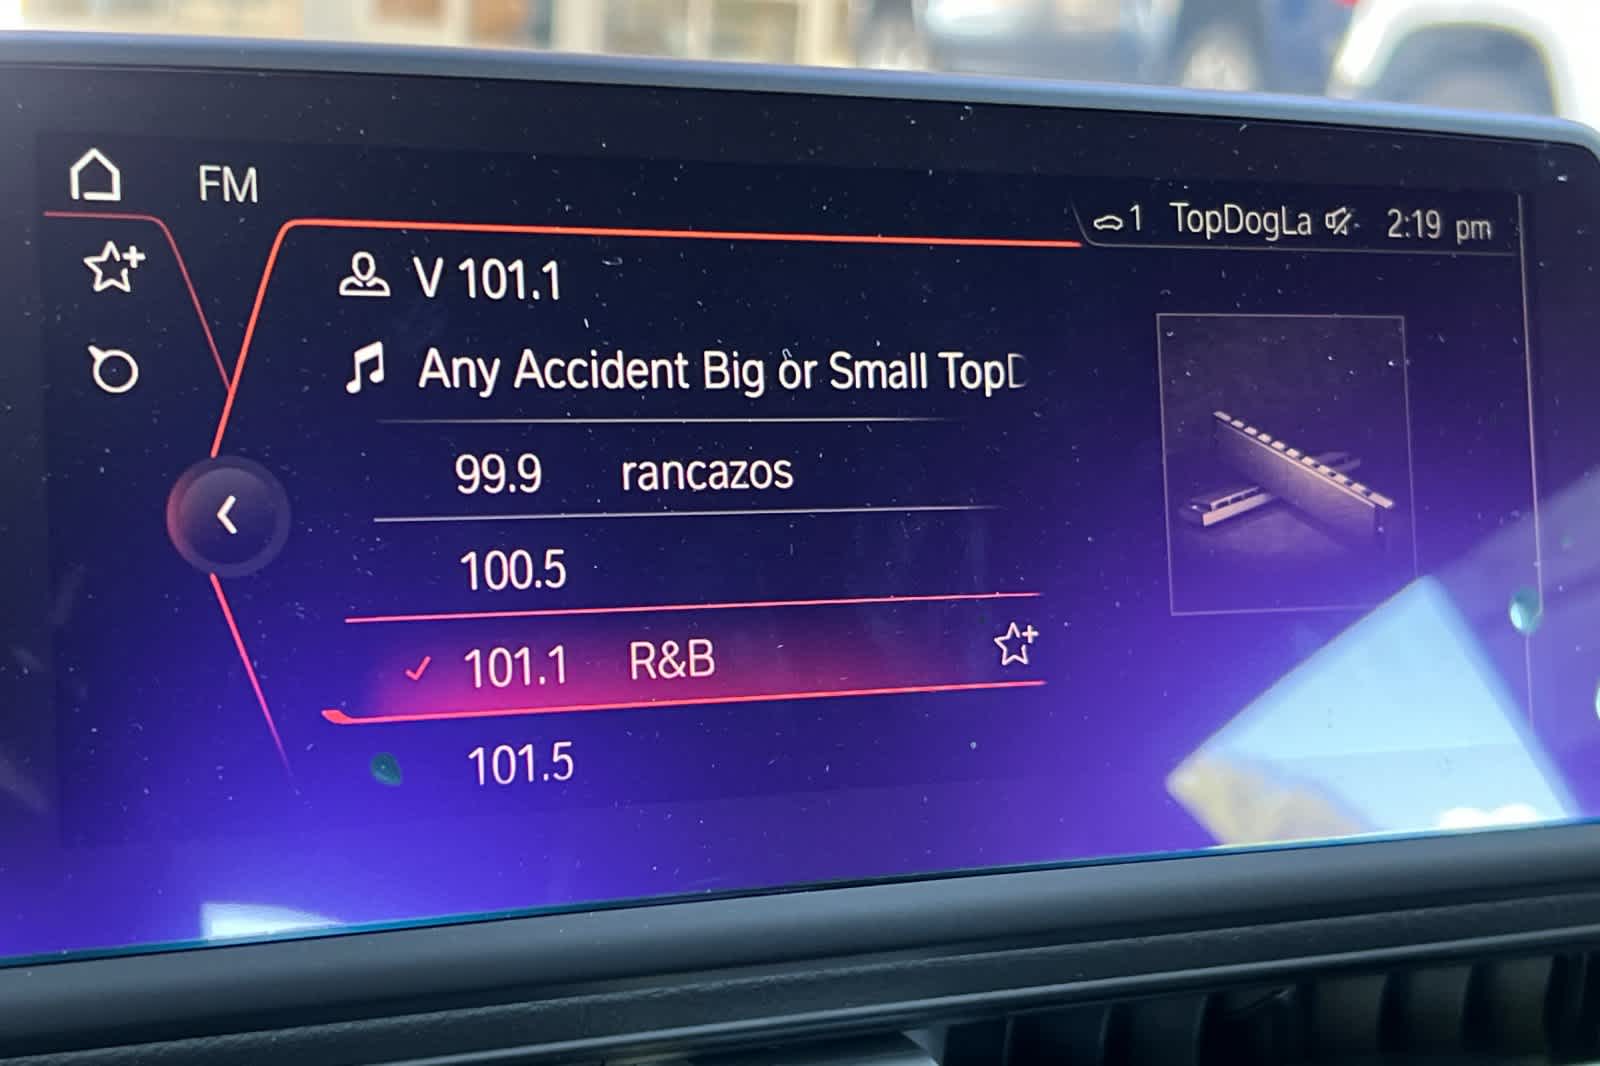 FM
1 TopDogLa 2:19 pm
V 101.1
Any Accident Big or Small Top
99.9 rancazos
100.5
101.1 R&B
101.5